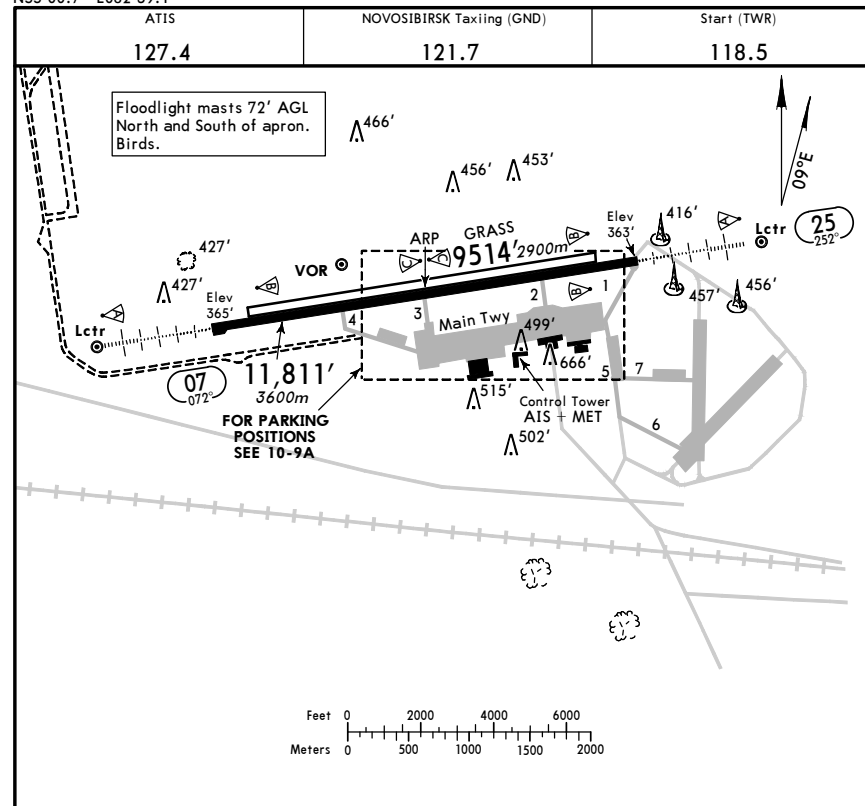 ATIS
127.4
NOVOSIBIRSK Taxiing (GND)
121.7
Start (TWR)
118.5
Floodlight masts 72' AGL
North and South of apron.
Birds.
466'
456'
453'
09°E
427'
427'
VOR
ARP
GRASS
9514' 2900m
Elev
363'
416'
Lctr
25
252°
457'
456'
A
B
C
C
B
B
A
Elev
365'
Lctr
07
072°
11,811'
3600m
4
3
2
1
Main Twy
499'
666'
5
7
6
515'
502'
Control Tower
AIS + MET
FOR PARKING
POSITIONS
SEE 10-9A
Feet 0 2000 4000 6000
Meters 0 500 1000 1500 2000